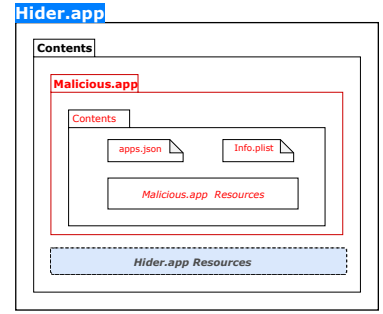 Hider.app
Contents
Malicious.app
Contents
apps.json Info.plist
Malicious.app Resources
Hider.app Resources